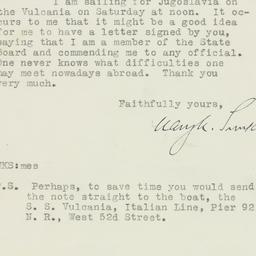 I am sailing for Jugoslavia on
the Vulcania on Saturday at noon. It oc-
curs to me that it might be a good idea
for me to have a letter signed by you,
saying that I am a member of the State
Board and commending me to any official.
One never knows what difficulties one
may meet nowadays abroad. Thank you
very much.
Faithfully yours,
KS:mes
.S. Perhaps, to save time you would send
the note straight to the boat, the
S. S. Vulcania, Italian Line, Pier 92
N. R., West 52d Street.